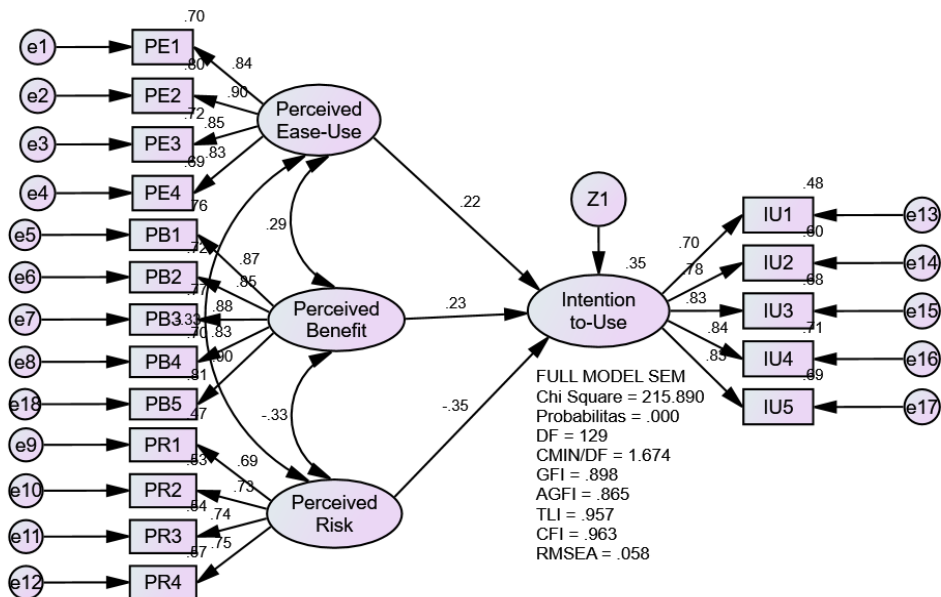 .70
e1
PE1
.84
.80
e2
PE2
.90
.72
e3
PE3
.85
.69
.83
e4
PE4
Perceived
Ease-Use
.76
e5
PB1
.87
.72
e6
PB2
.85
.77
e7
PB3
.88
.33
.70
.83
e8
PB4
.90
.81
e18
PB5
Perceived
Benefit
.29
-.33
.47
e9
PR1
.69
.53
e10
PR2
.73
.54
e11
PR3
.74
.57
.75
e12
PR4
Perceived
Risk
.22
.23
-.35
Z1
.35
Intention
to-Use
.48
.70
IU1
e13
.60
.78
IU2
e14
.68
.83
IU3
e15
.71
.84
IU4
e16
.69
IU5
e17
FULL MODEL SEM
Chi Square = 215.890
Probabilitas = .000
DF = 129
CMIN/DF = 1.674
GFI = .898
AGFI = .865
TLI = .957
CFI = .963
RMSEA = .058